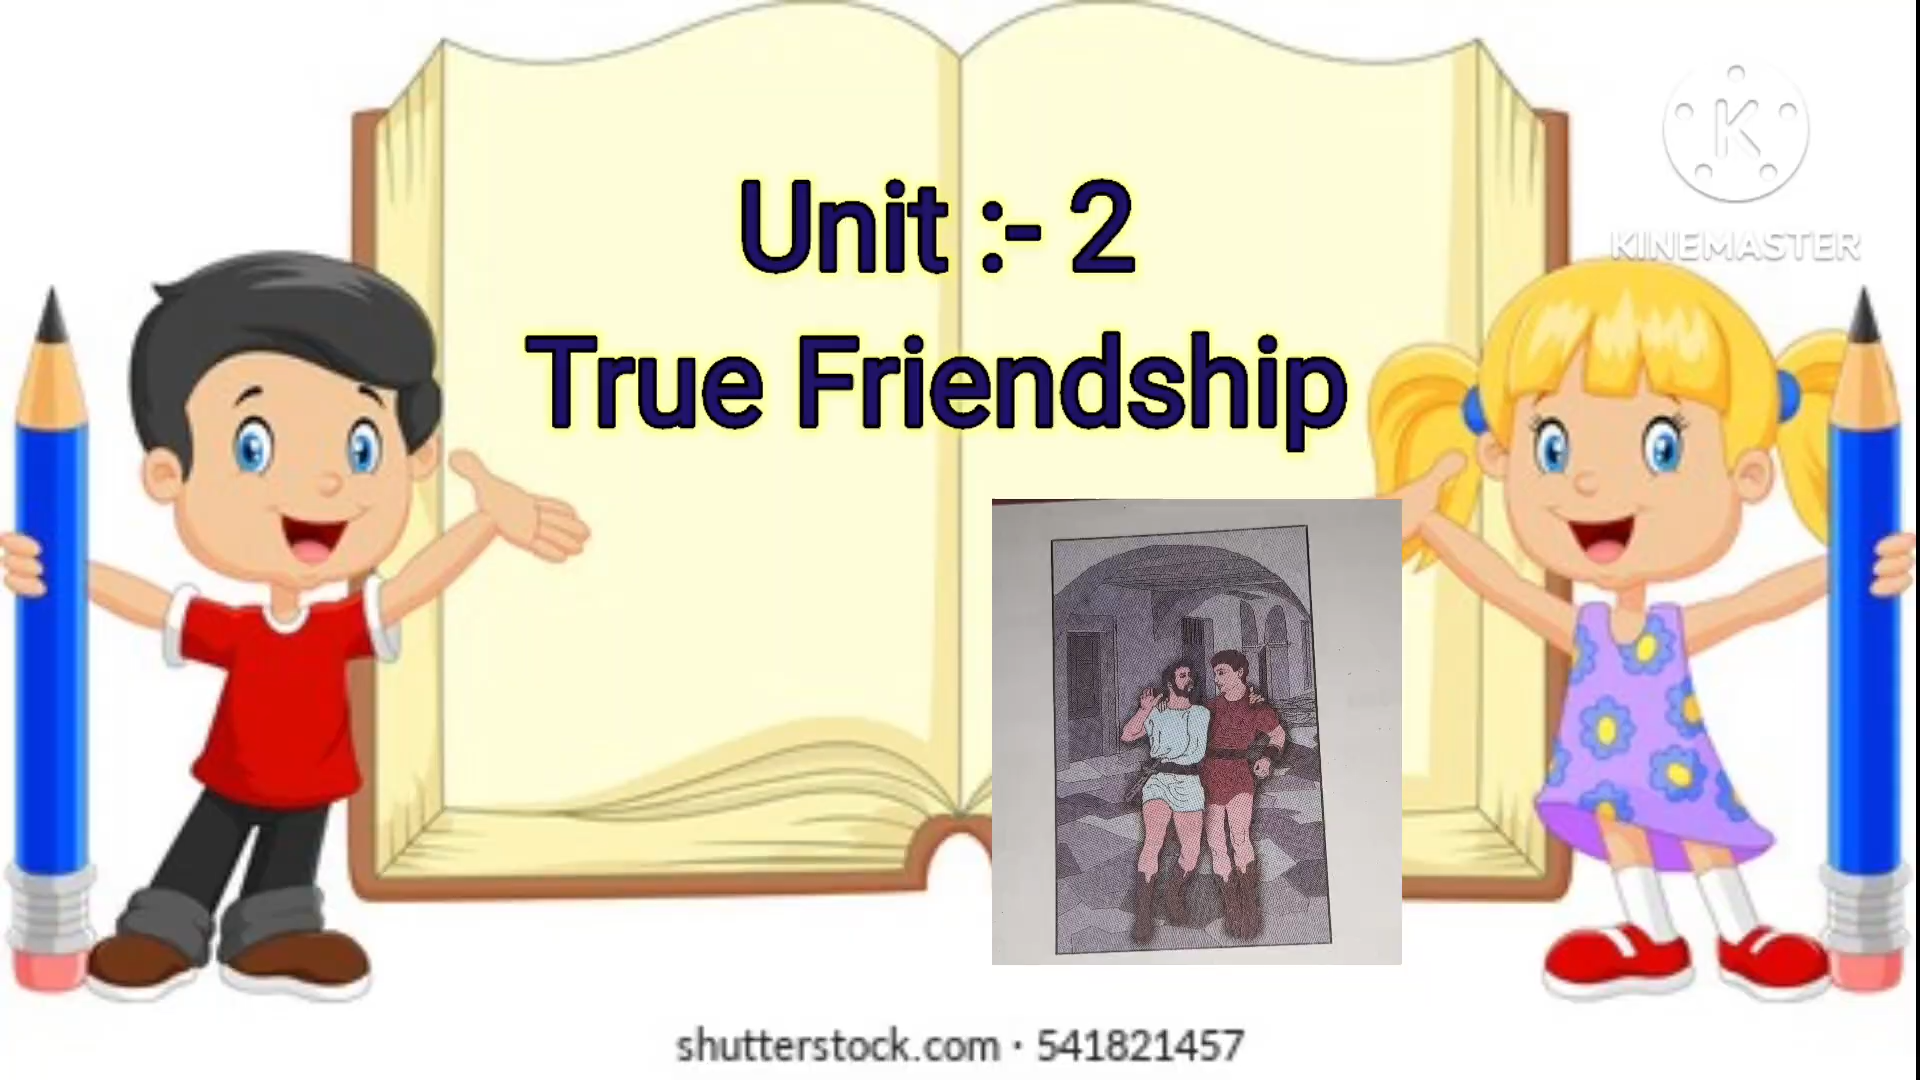 Unit :- 2
True Friendship
K
KINEMASTER
shutterstock.com · 541821457